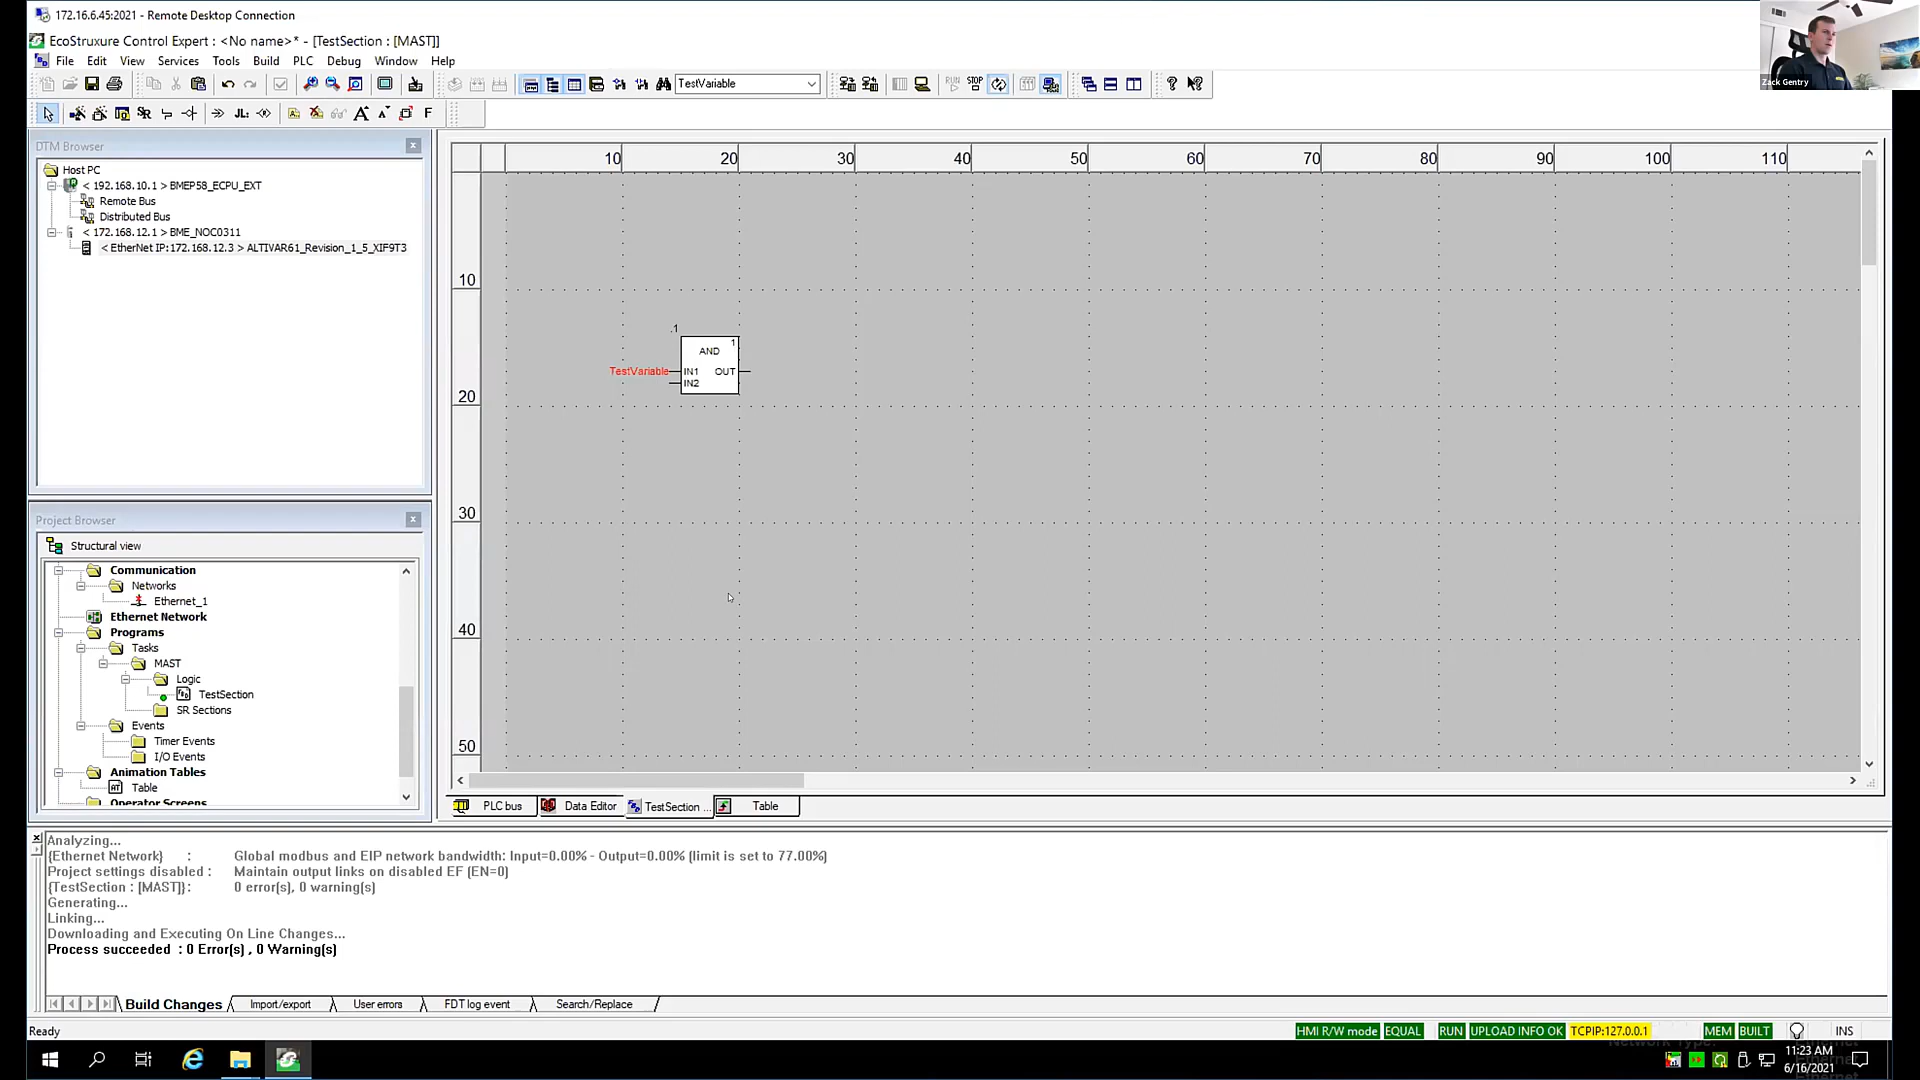 172.16.6.45:2021 - Remote Desktop Connection
EcoStruxure Control Expert : <No name>* - [TestSection : [MAST]]
File Edit View Services Tools Build PLC Debug Window Help
TestVariable
RUN STOP
SR JL: A A F
Zack Gentry
DTM Browser
Host PC
< 192.168.10.1 > BMEP58_ECPU_EXT
Remote Bus
Distributed Bus
< 172.168.12.1 > BME_NOC0311
< EtherNet IP:172.168.12.3 > ALTIVAR61_Revision_1_5_XIF9T3
Project Browser
Structural view
Communication
Networks
Ethernet_1
Ethernet Network
Programs
Tasks
MAST
Logic
TestSection
SR Sections
Events
Timer Events
I/O Events
Animation Tables
Table
Operator Screens
10 20 30 40 50 60 70 80 90 100 110
10
20
30
40
50
.1
1
AND
TestVariable IN1 OUT
IN2
PLC bus Data Editor TestSection ... Table
Analyzing...
{Ethernet Network} : Global modbus and EIP network bandwidth: Input=0.00% - Output=0.00% (limit is set to 77.00%)
Project settings disabled : Maintain output links on disabled EF (EN=0)
{TestSection : [MAST]}: 0 error(s), 0 warning(s)
Generating...
Linking...
Downloading and Executing On Line Changes...
Process succeeded : 0 Error(s) , 0 Warning(s)
Build Changes Import/export User errors FDT log event Search/Replace
Ready HMI R/W mode EQUAL RUN UPLOAD INFO OK TCPIP:127.0.0.1 MEM BUILT INS
Network Type:
11:23 AM
6/16/2021